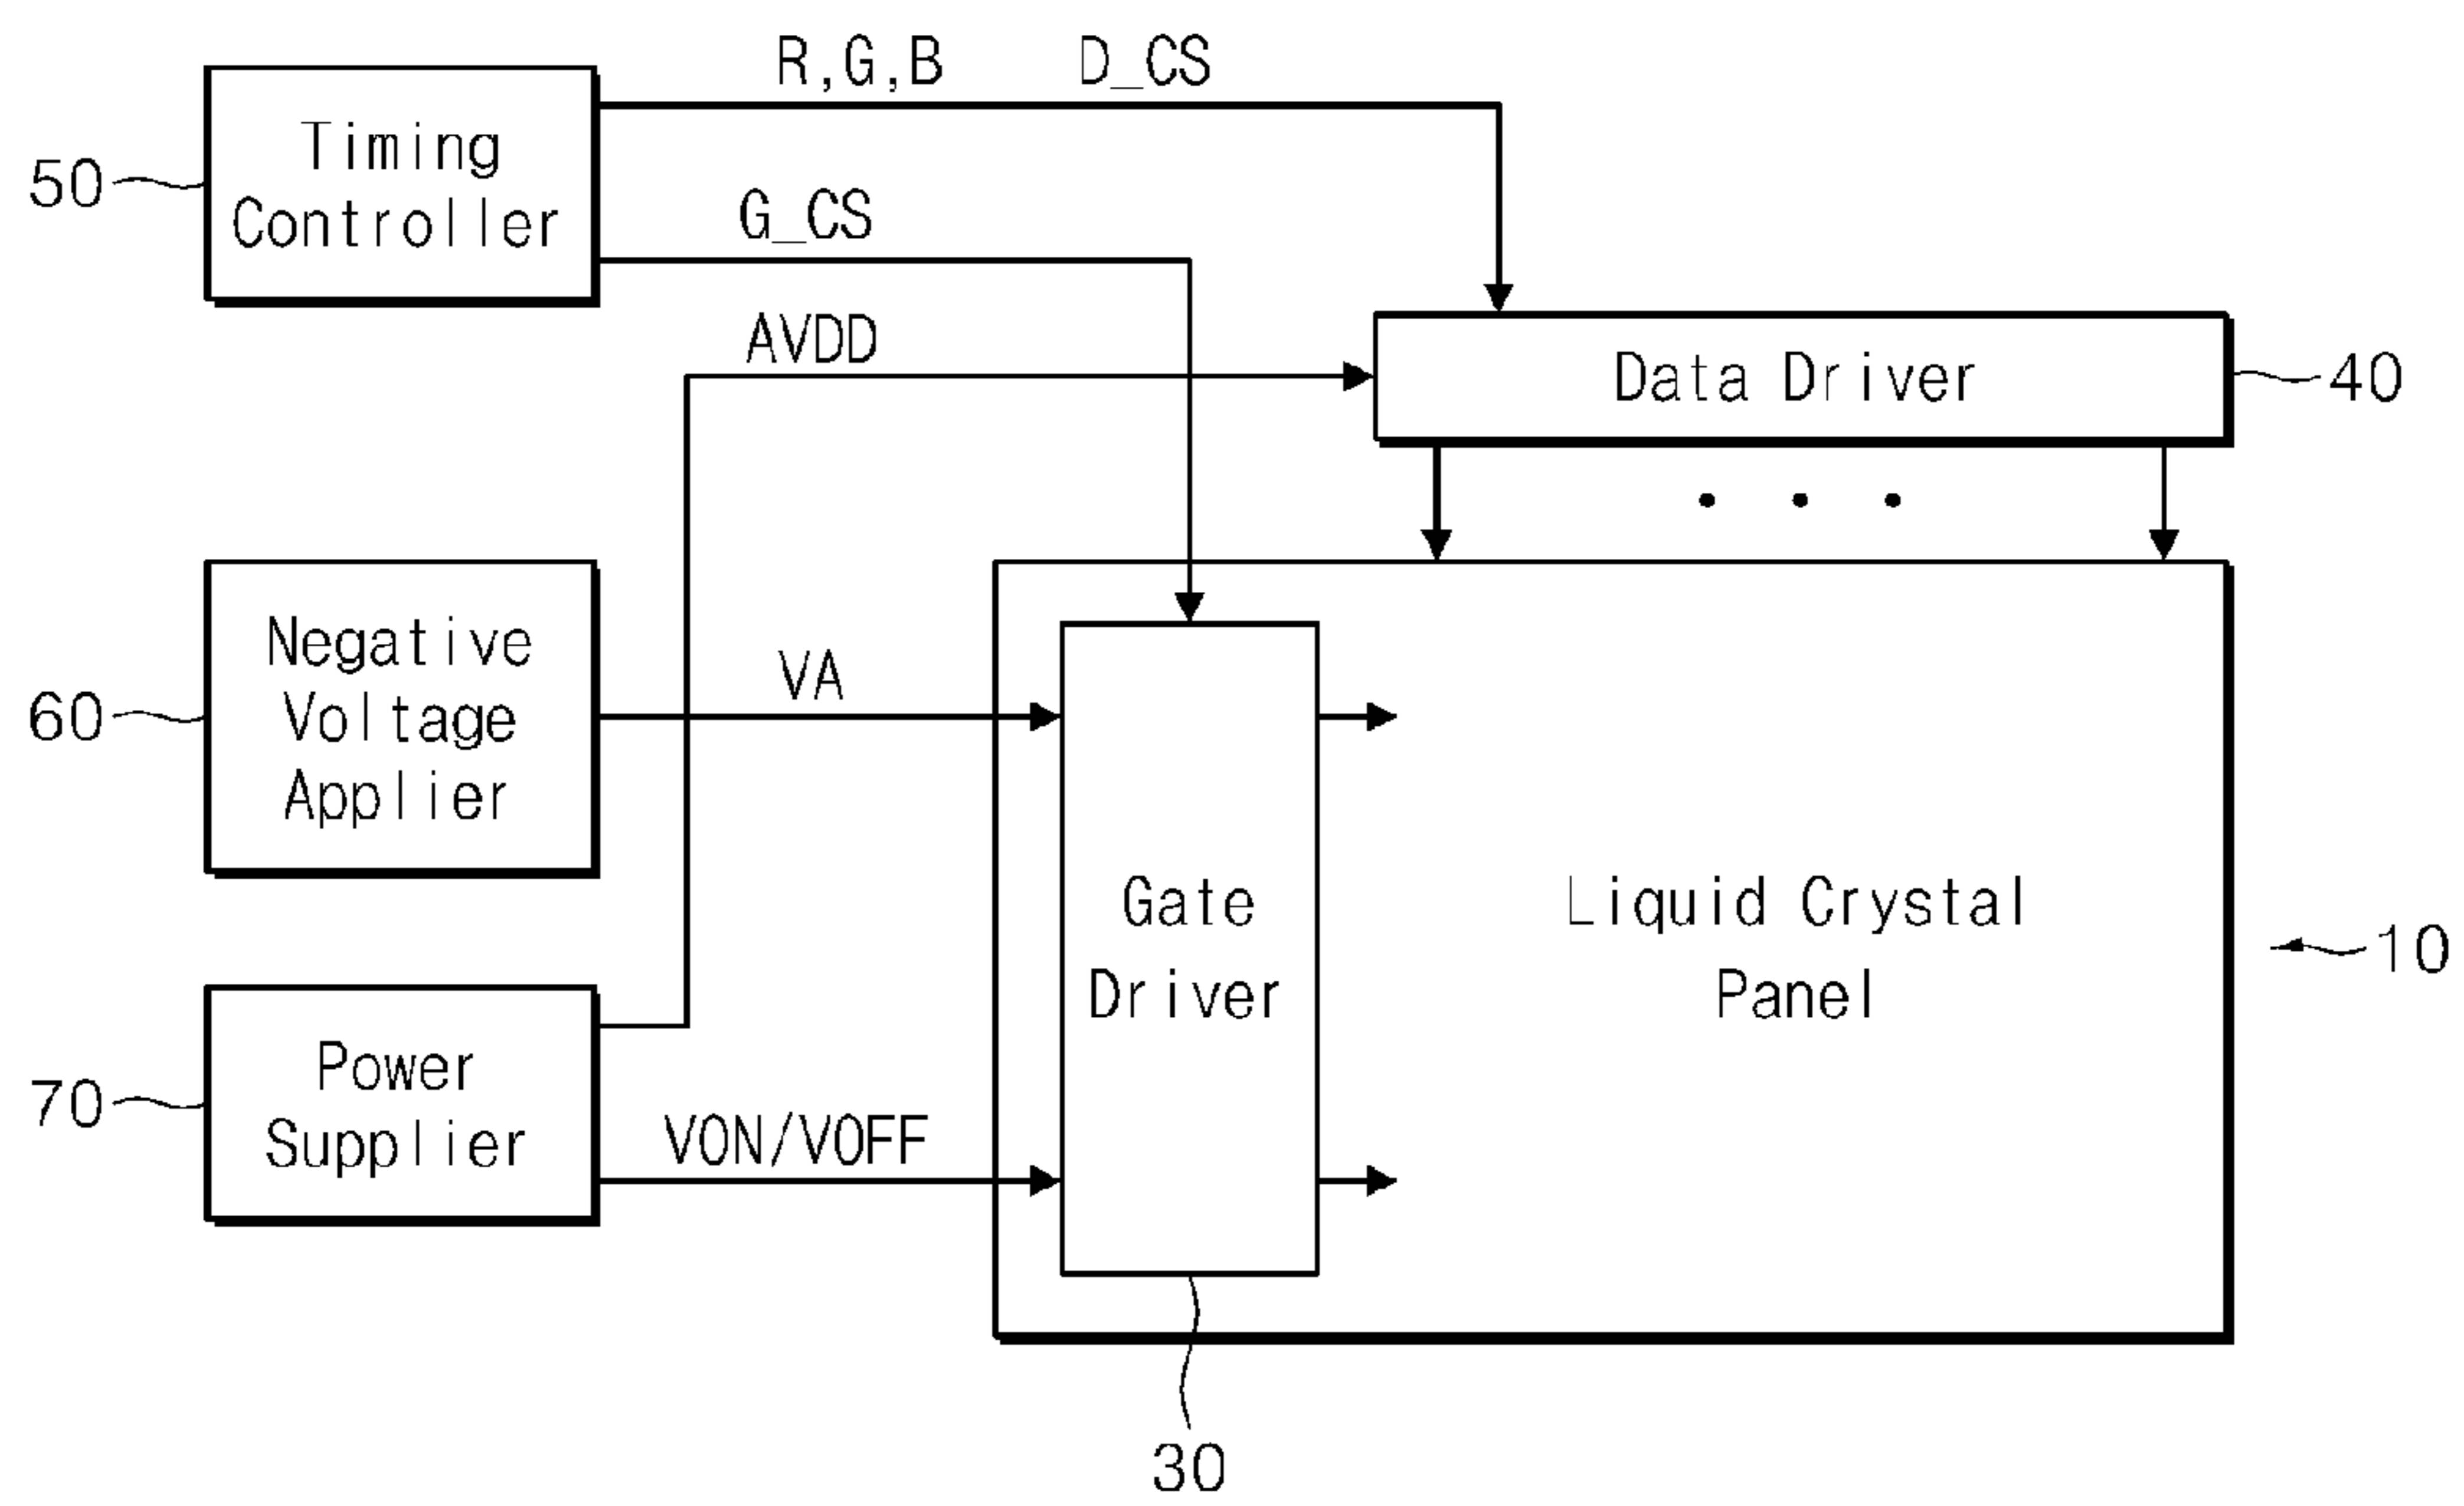 R,G,B D_CS
Timing
Controller
50
G_CS
AVDD
Data Driver
40
Negative
Voltage
Applier
60
VA
Gate
Driver
Liquid Crystal
Panel
10
Power
Supplier
70
VON/VOFF
30